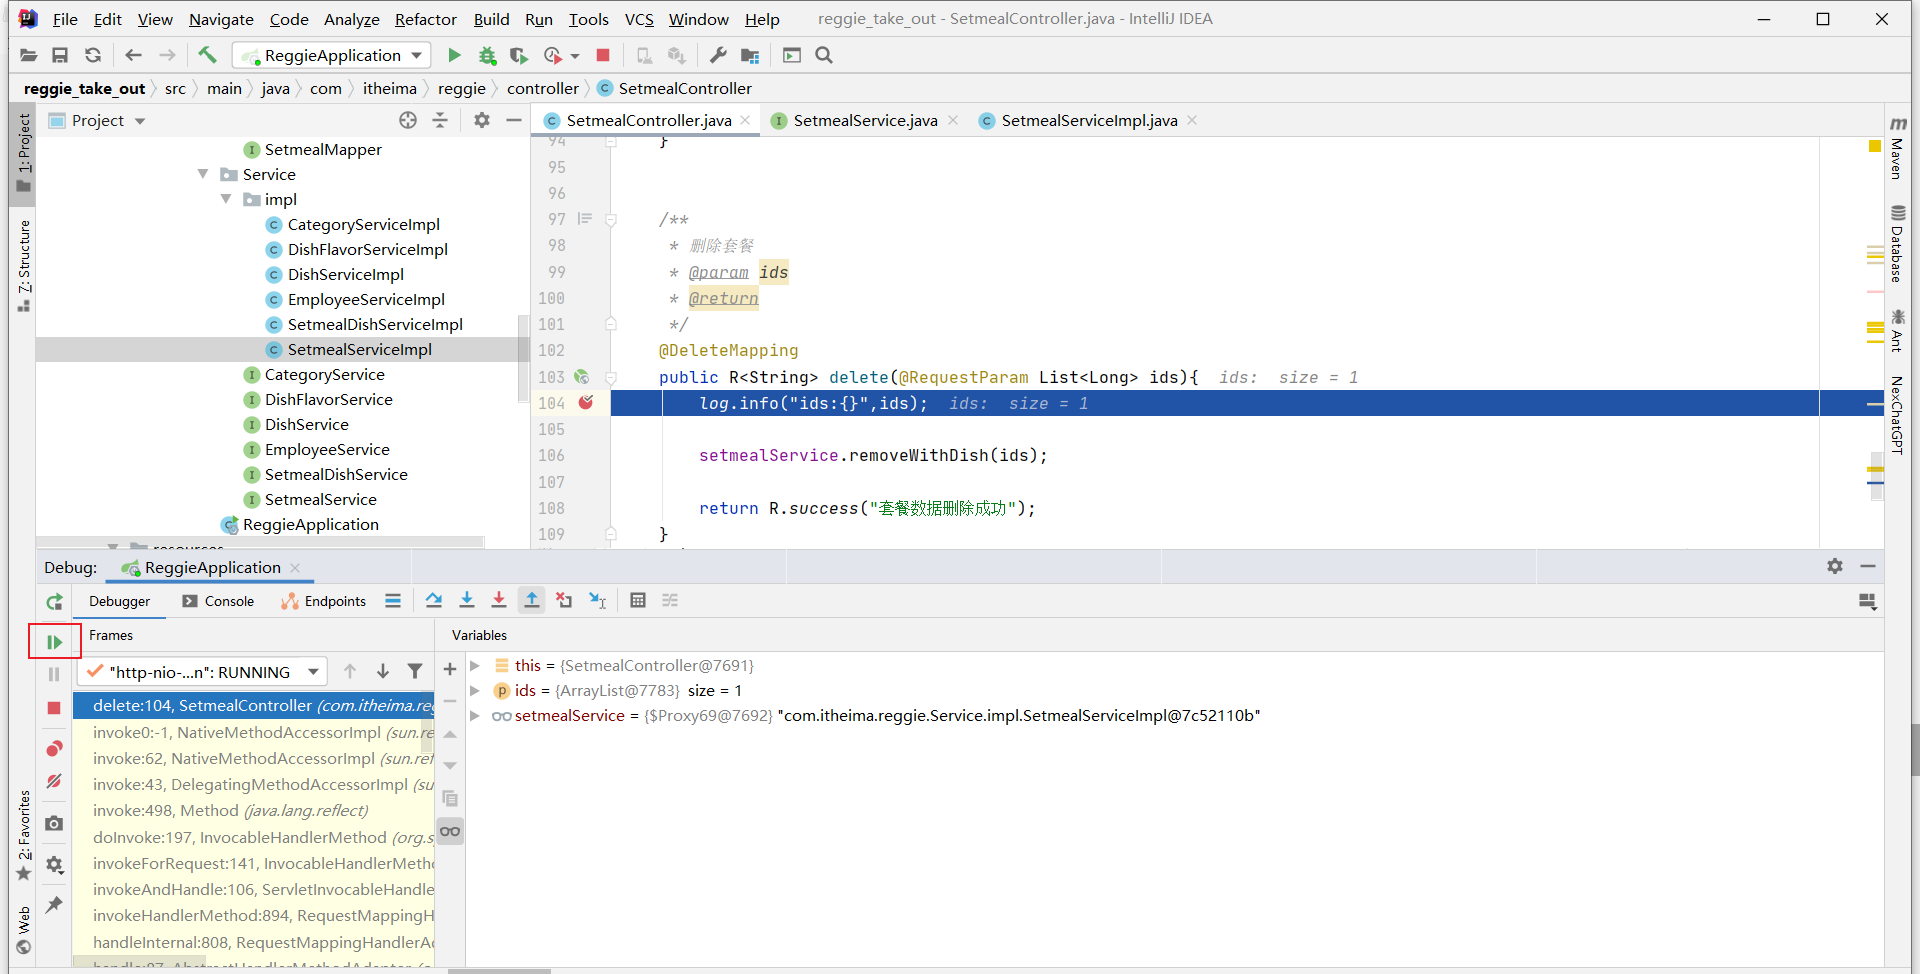 File Edit View Navigate Code Analyze Refactor Build Run Tools VCS Window Help reggie_take_out - SetmealController.java - IntelliJ IDEA
ReggieApplication
reggie_take_out src main java com itheima reggie controller SetmealController
Project
SetmealController.java SetmealService.java SetmealServiceImpl.java
1: Project
Z: Structure
2: Favorites
Web
SetmealMapper
Service
impl
CategoryServiceImpl
DishFlavorServiceImpl
DishServiceImpl
EmployeeServiceImpl
SetmealDishServiceImpl
SetmealServiceImpl
CategoryService
DishFlavorService
DishService
EmployeeService
SetmealDishService
SetmealService
ReggieApplication
resources
94 }
95
96
97 /**
98 * 删除套餐
99 * @param ids
100 * @return
101 */
102 @DeleteMapping
103 public R<String> delete(@RequestParam List<Long> ids){ ids: size = 1
104 log.info("ids:{}",ids); ids: size = 1
105
106 setmealService.removeWithDish(ids);
107
108 return R.success("套餐数据删除成功");
109 }
Maven
Database
Ant
NexChatGPT
Debug: ReggieApplication
Debugger Console Endpoints
Frames
"http-nio-...n": RUNNING
delete:104, SetmealController (com.itheima.reg
invoke0:-1, NativeMethodAccessorImpl (sun.re
invoke:62, NativeMethodAccessorImpl (sun.ref
invoke:43, DelegatingMethodAccessorImpl (su
invoke:498, Method (java.lang.reflect)
doInvoke:197, InvocableHandlerMethod (org.s
invokeForRequest:141, InvocableHandlerMetho
invokeAndHandle:106, ServletInvocableHandle
invokeHandlerMethod:894, RequestMappingH
handleInternal:808, RequestMappingHandlerAd
handle:87, AbstractHandlerMethodAdapter (o
Variables
this = {SetmealController@7691}
ids = {ArrayList@7783} size = 1
setmealService = {$Proxy69@7692} "com.itheima.reggie.Service.impl.SetmealServiceImpl@7c52110b"